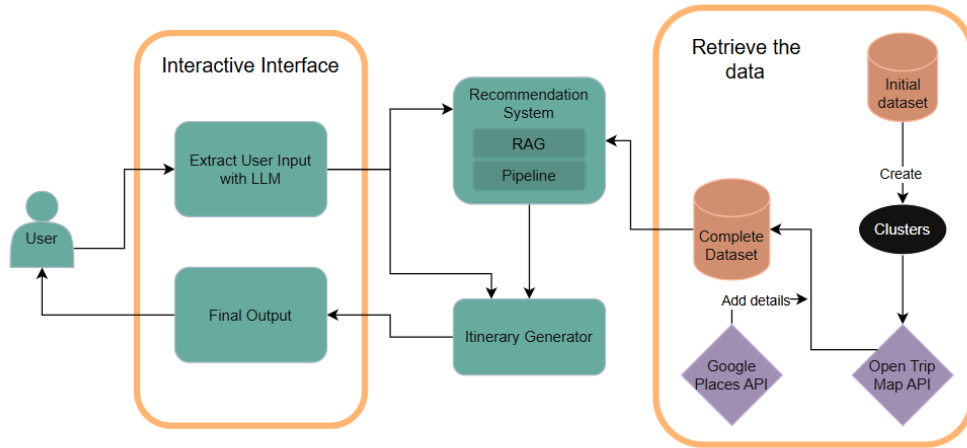 Interactive Interface
Extract User Input
with LLM
User
Final Output
Recommendation
System
RAG
Pipeline
Itinerary Generator
Retrieve the
data
Initial
dataset
Create
Clusters
Complete
Dataset
Add details
Google
Places API
Open Trip
Map API